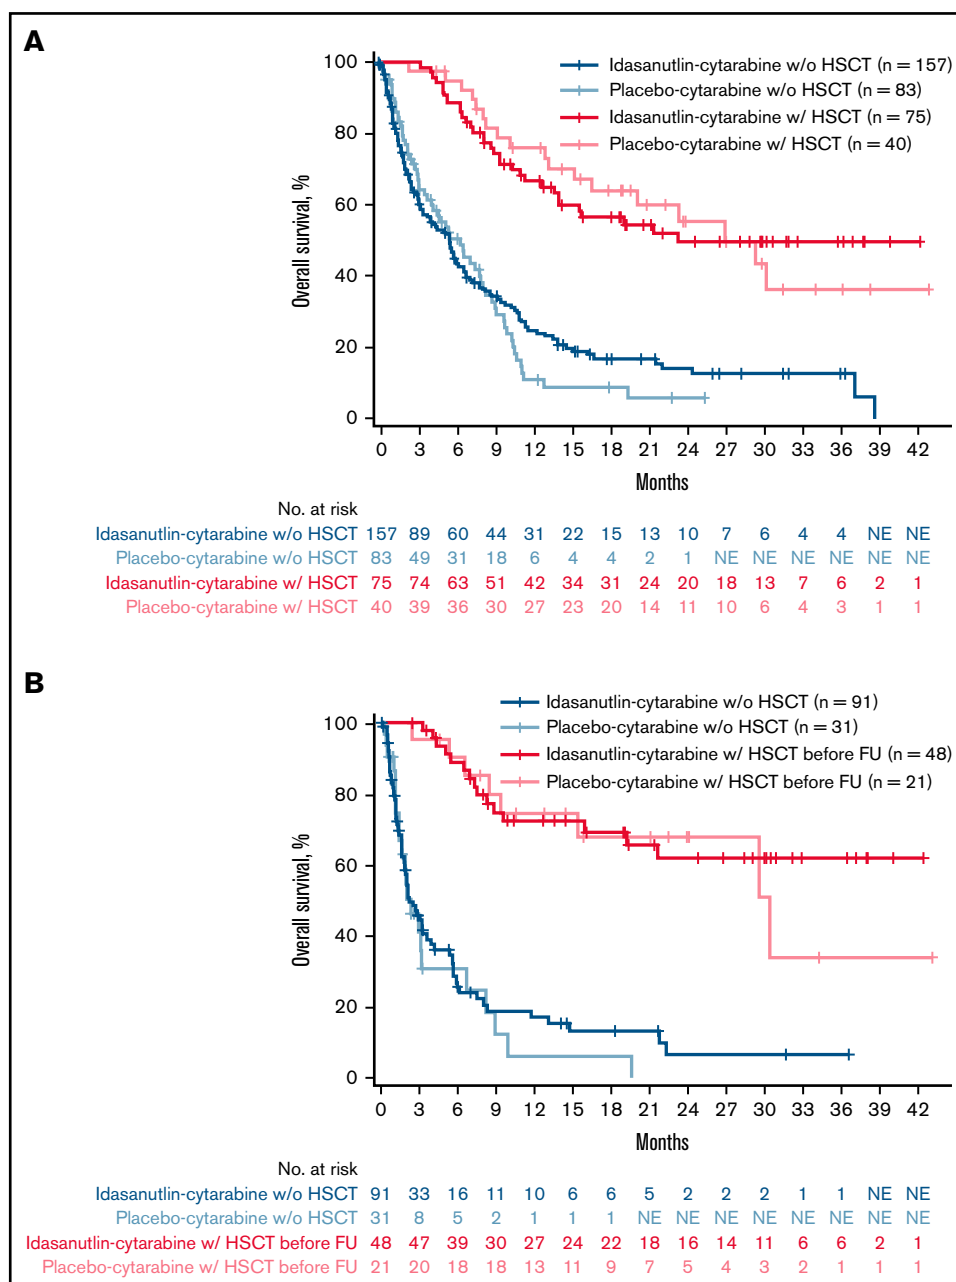 A
100
80
60
40
20
0
Overall survival, %
Idasanutlin-cytarabine w/o HSCT (n = 157)
Placebo-cytarabine w/o HSCT (n = 83)
Idasanutlin-cytarabine w/ HSCT (n = 75)
Placebo-cytarabine w/ HSCT (n = 40)
0 3 6 9 12 15 18 21 24 27 30 33 36 39 42
Months
No. at risk
Idasanutlin-cytarabine w/o HSCT 157 89 60 44 31 22 15 13 10 7 6 4 4 NE NE
Placebo-cytarabine w/o HSCT 83 49 31 18 6 4 4 2 1 NE NE NE NE NE NE
Idasanutlin-cytarabine w/ HSCT 75 74 63 51 42 34 31 24 20 18 13 7 6 2 1
Placebo-cytarabine w/ HSCT 40 39 36 30 27 23 20 14 11 10 6 4 3 1 1
B
100
80
60
40
20
0
Overall survival, %
Idasanutlin-cytarabine w/o HSCT (n = 91)
Placebo-cytarabine w/o HSCT (n = 31)
Idasanutlin-cytarabine w/ HSCT before FU (n = 48)
Placebo-cytarabine w/ HSCT before FU (n = 21)
0 3 6 9 12 15 18 21 24 27 30 33 36 39 42
Months
No. at risk
Idasanutlin-cytarabine w/o HSCT 91 33 16 11 10 6 6 5 2 2 2 1 1 NE NE
Placebo-cytarabine w/o HSCT 31 8 5 2 1 1 1 NE NE NE NE NE NE NE NE
Idasanutlin-cytarabine w/ HSCT before FU 48 47 39 30 27 24 22 18 16 14 11 6 6 2 1
Placebo-cytarabine w/ HSCT before FU 21 20 18 18 13 11 9 7 5 4 3 2 1 1 1